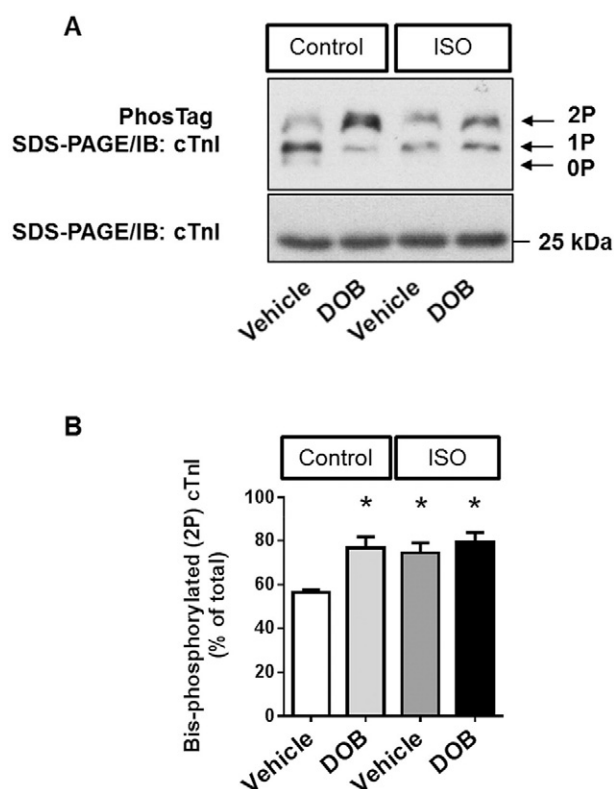 A
Control ISO
PhosTag 2P
SDS-PAGE/IB: cTnI 1P
0P
SDS-PAGE/IB: cTnI 25 kDa
Vehicle DOB Vehicle DOB
B
Control ISO
Bis-phosphorylated (2P) cTnI
(% of total)
100
* * *
80
60
40
20
0
Vehicle DOB Vehicle DOB